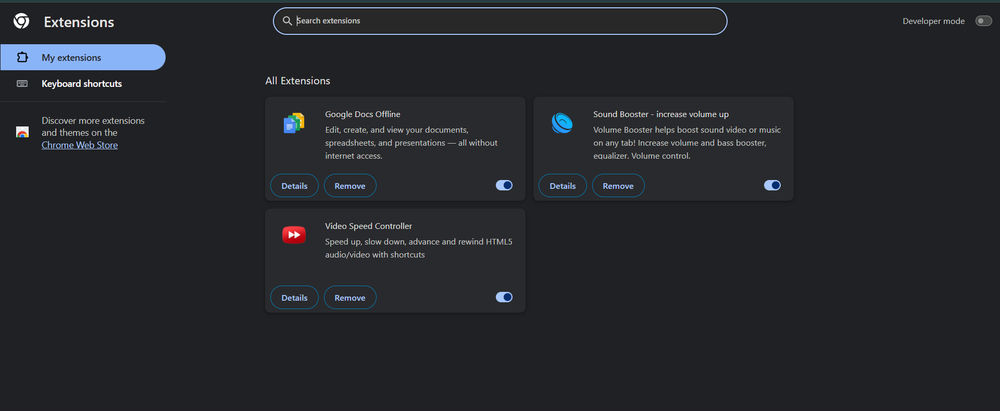 Extensions
Search extensions
Developer mode
My extensions
Keyboard shortcuts
Discover more extensions
and themes on the
Chrome Web Store
All Extensions
Google Docs Offline
Edit, create, and view your documents,
spreadsheets, and presentations — all without
internet access.
Details
Remove
Sound Booster - increase volume up
Volume Booster helps boost sound video or music
on any tab! Increase volume and bass booster,
equalizer. Volume control.
Details
Remove
Video Speed Controller
Speed up, slow down, advance and rewind HTML5
audio/video with shortcuts
Details
Remove